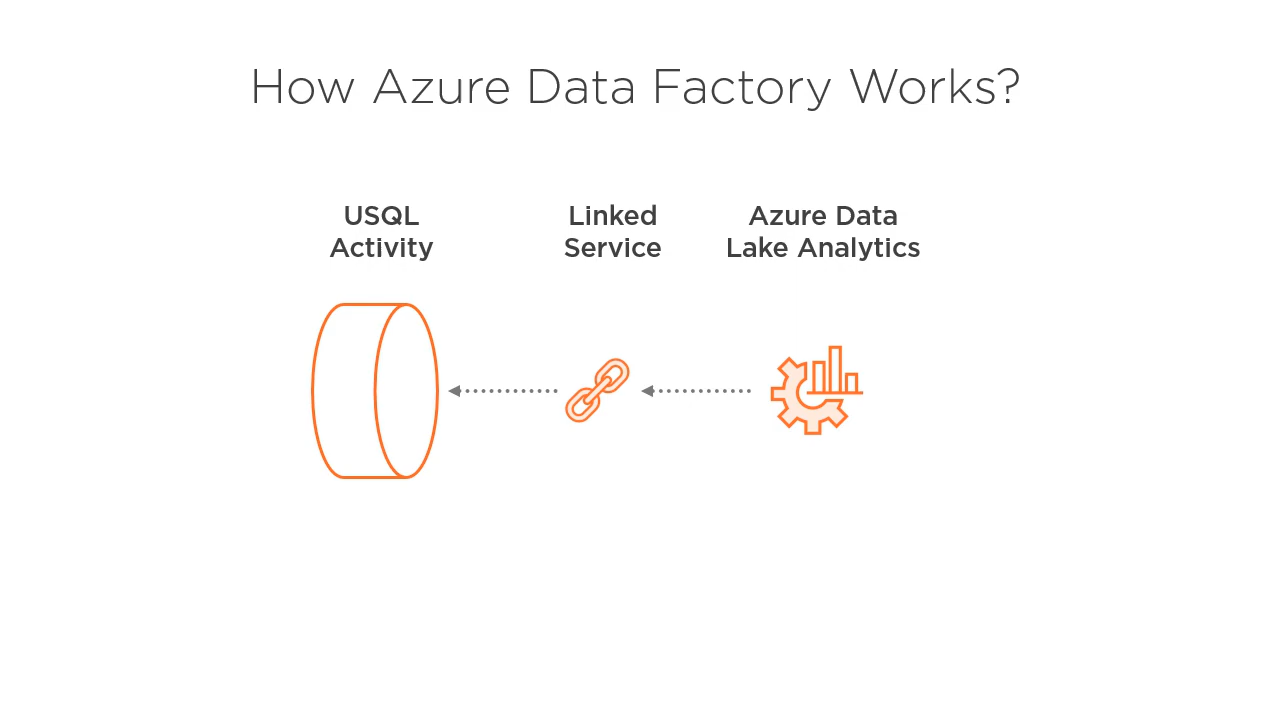 How Azure Data Factory Works?
USQL
Activity
Linked
Service
Azure Data
Lake Analytics